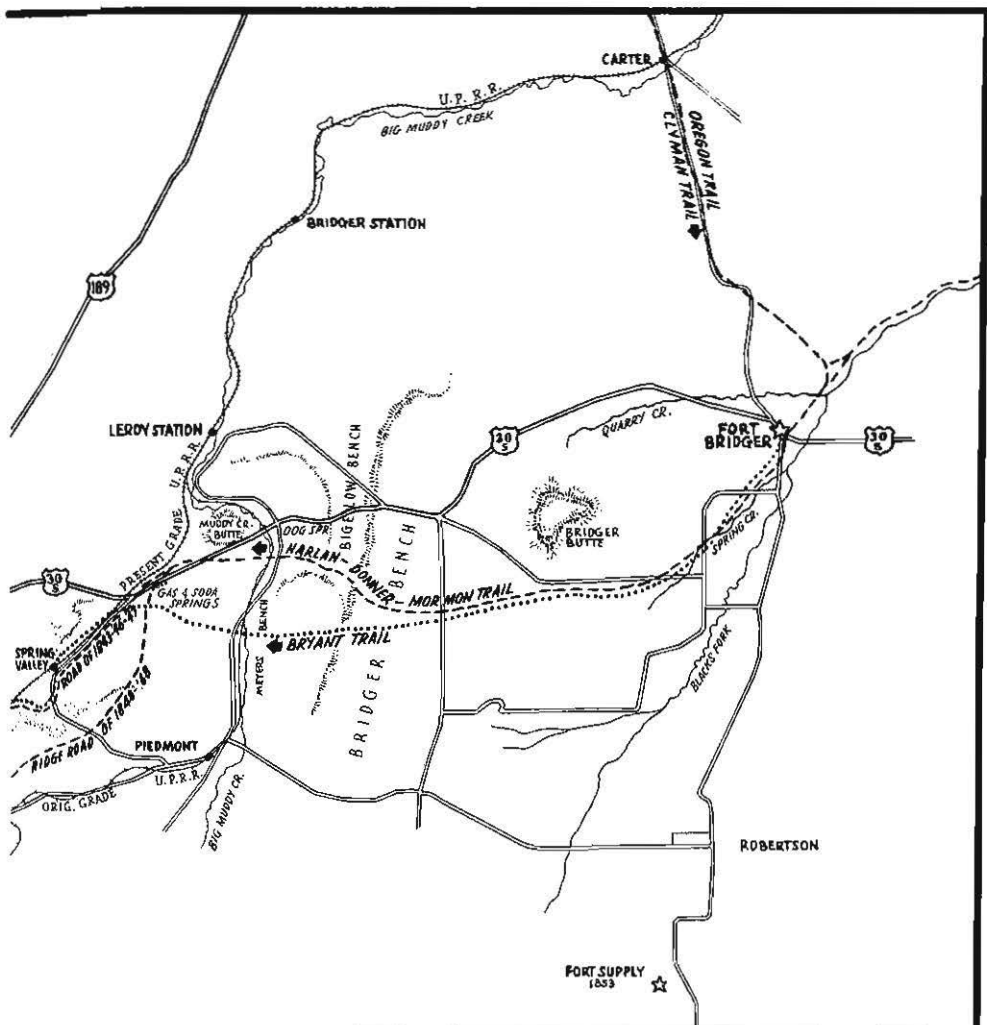 CARTER
U.P. R.R.
BIG MUDDY CREEK
OREGON TRAIL
CLYMAN TRAIL
BRIDGER STATION
189
LEROY STATION
U.P.R.R.
PRESENT GRADE
30 S
QUARRY CR.
FORT BRIDGER
30 S
BIGELOW BENCH
MUDDY CR. BUTTE
DOG SPR.
BRIDGER BUTTE
SPRING CR.
HARLAN DONNER MORMON TRAIL
30 S
GAS & SODA SPRINGS
BRYANT TRAIL
MEYERS BENCH
BRIDGER BENCH
BLACKS FORK
SPRING VALLEY
ROAD OF 1843-46-47
RIDGE ROAD OF 1848-'68
PIEDMONT
U.P.R.R.
ORIG. GRADE
BIG MUDDY CR.
ROBERTSON
FORT SUPPLY
1853